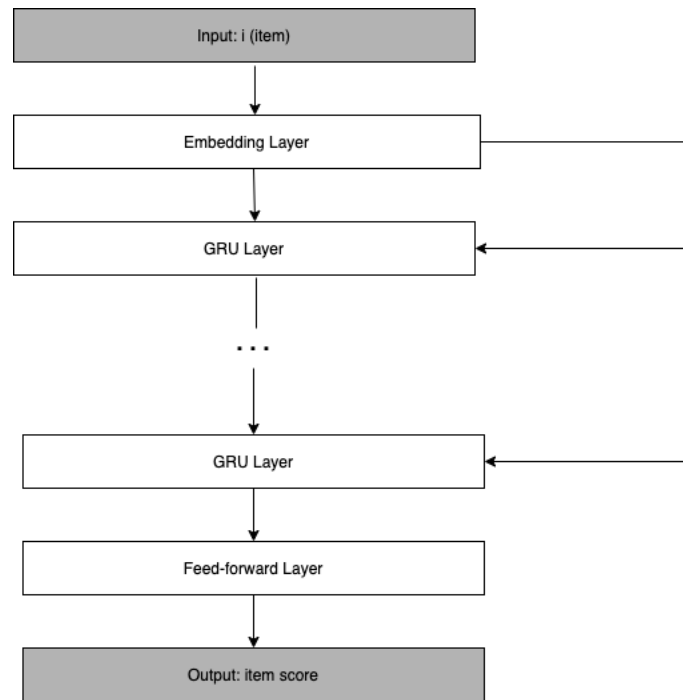 Input: i (item)
Embedding Layer
GRU Layer
. . .
GRU Layer
Feed-forward Layer
Output: item score